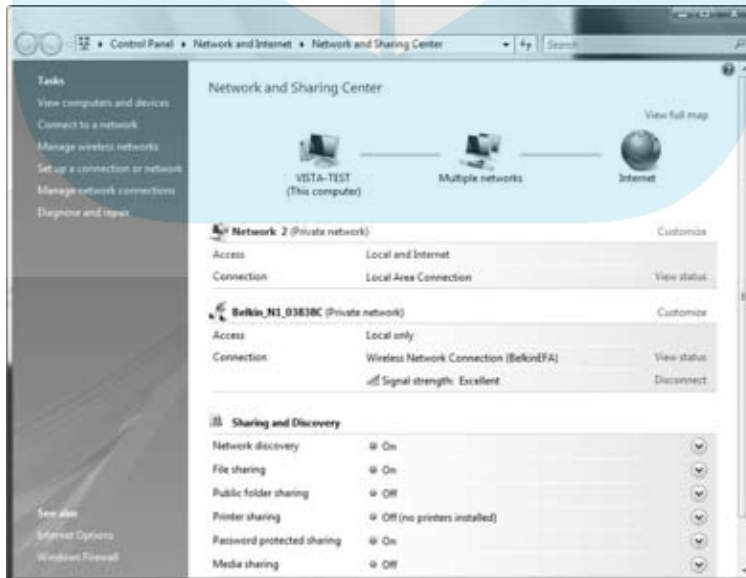 Control Panel ▸ Network and Internet ▸ Network and Sharing Center
Search
Tasks
View computers and devices
Connect to a network
Manage wireless networks
Set up a connection or network
Manage network connections
Diagnose and repair
See also
Internet Options
Windows Firewall
Network and Sharing Center
View full map
VISTA-TEST
(This computer)
Multiple networks
Internet
Network 2 (Private network) Customize
Access Local and Internet
Connection Local Area Connection View status
Belkin_N1_03838C (Private network) Customize
Access Local only
Connection Wireless Network Connection (BelkinEFA) View status
Signal strength: Excellent Disconnect
Sharing and Discovery
Network discovery On
File sharing On
Public folder sharing Off
Printer sharing Off (no printers installed)
Password protected sharing On
Media sharing Off